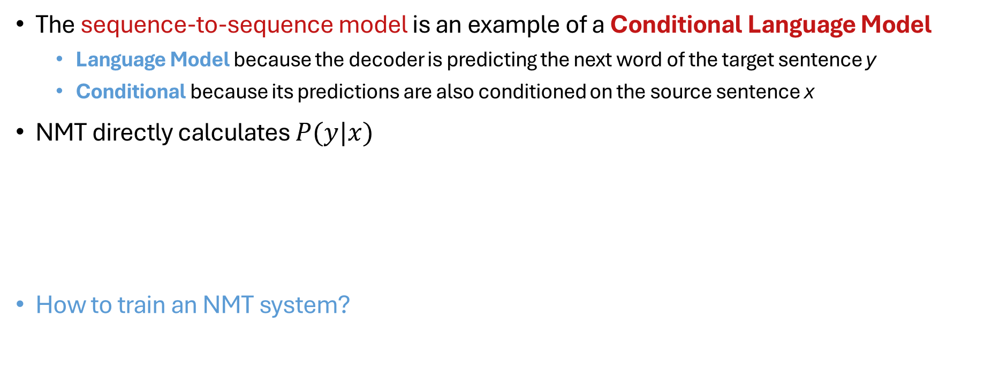 • The sequence-to-sequence model is an example of a Conditional Language Model
• Language Model because the decoder is predicting the next word of the target sentence y
• Conditional because its predictions are also conditioned on the source sentence x
• NMT directly calculates P(y|x)
• How to train an NMT system?